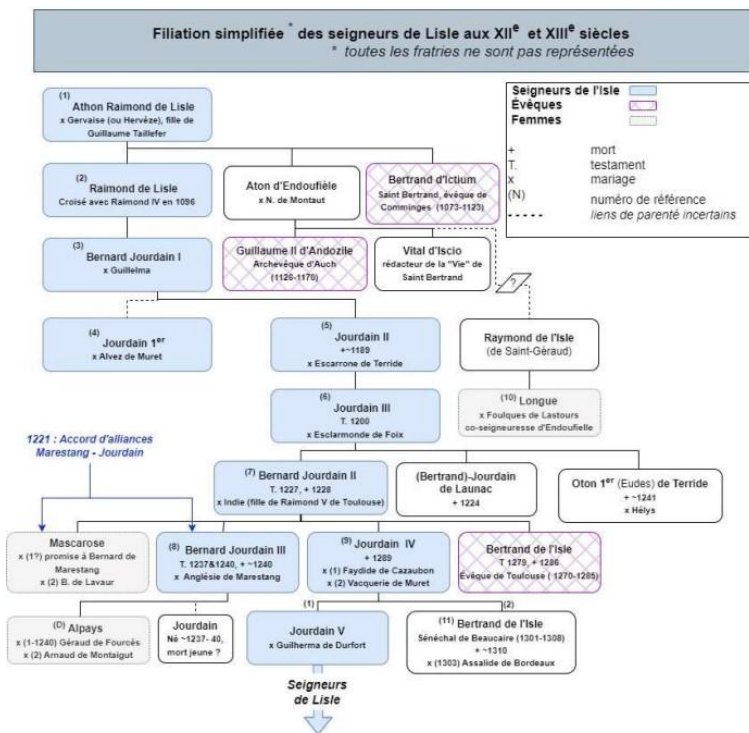 Filiation simplifiée * des seigneurs de Lisle aux XIIe et XIIIe siècles
* toutes les fratries ne sont pas représentées
Seigneurs de l'Isle
Évêques
Femmes
+ mort
T. testament
x mariage
(N) numéro de référence
----- liens de parenté incertains
(1)
Athon Raimond de Lisle
x Gervaise (ou Hervèze), fille de
Guillaume Taillefer
(2)
Raimond de Lisle
Croisé avec Raimond IV en 1096
Aton d'Endoufièle
x N. de Montaut
Bertrand d'Ictium
Saint Bertrand, évêque de
Comminges (1073-1123)
(3)
Bernard Jourdain I
x Guillelma
Guillaume II d'Andozile
Archevêque d'Auch
(1126-1170)
Vital d'Iscio
rédacteur de la "Vie" de
Saint Bertrand
?
(4)
Jourdain 1er
x Alvez de Muret
(5)
Jourdain II
+~1189
x Escarrone de Terride
Raymond de l'Isle
(de Saint-Géraud)
(6)
Jourdain III
T. 1200
x Esclarmonde de Foix
(10) Longue
x Foulques de Lastours
co-seigneuresse d'Endoufielle
1221 : Accord d'alliances
Marestang - Jourdain
(7) Bernard Jourdain II
T. 1227, + 1228
x Indie (fille de Raimond V de Toulouse)
(Bertrand)-Jourdain
de Launac
+ 1224
Oton 1er (Eudes) de Terride
+ ~1241
x Hélys
Mascarose
x (1?) promise à Bernard de
Marestang
x (2) B. de Lavaur
(8) Bernard Jourdain III
T. 1237&1240, + ~1240
x Anglésie de Marestang
(9) Jourdain IV
+ 1289
x (1) Faydide de Cazaubon
x (2) Vacquerie de Muret
Bertrand de l'Isle
T 1279, + 1286
Évêque de Toulouse ( 1270-1285)
(D) Alpays
x (1-1240) Géraud de Fourcès
x (2) Arnaud de Montaigut
Jourdain
Né ~1237- 40,
mort jeune ?
(1)
Jourdain V
x Guilherma de Durfort
(2)
(11) Bertrand de l'Isle
Sénéchal de Beaucaire (1301-1308)
+ ~1310
x (1303) Assalide de Bordeaux
Seigneurs
de Lisle